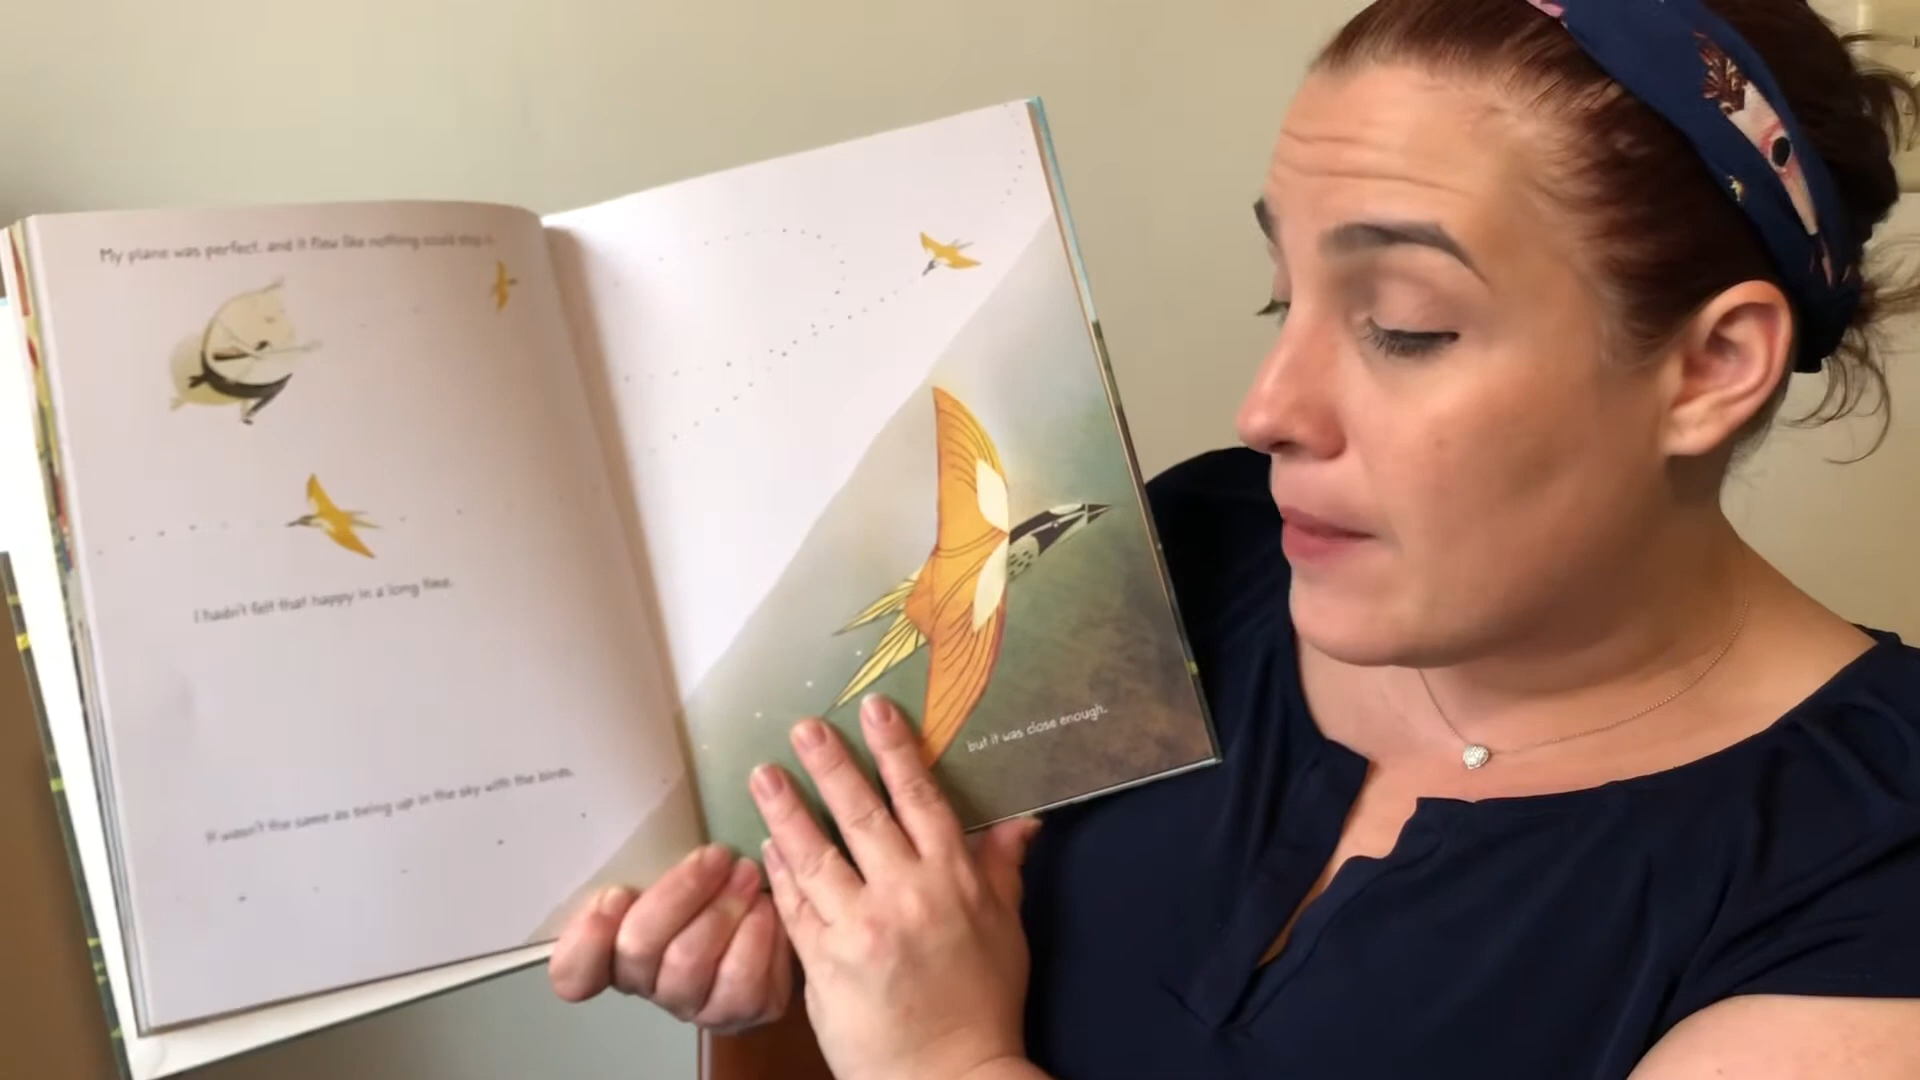 My plane was perfect, and it flew like nothing could stop it.
I hadn't felt that happy in a long time.
It wasn't the same as being up in the sky with the birds,
but it was close enough.